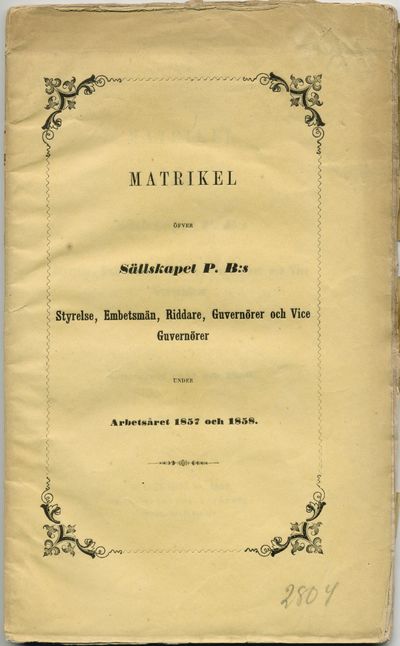 MATRIKEL
ÖFVER
Sällskapet P. B:s
Styrelse, Embetsmän, Riddare, Guvernörer och Vice
Guvernörer
UNDER
Arbetsåret 1857 och 1858.
2804